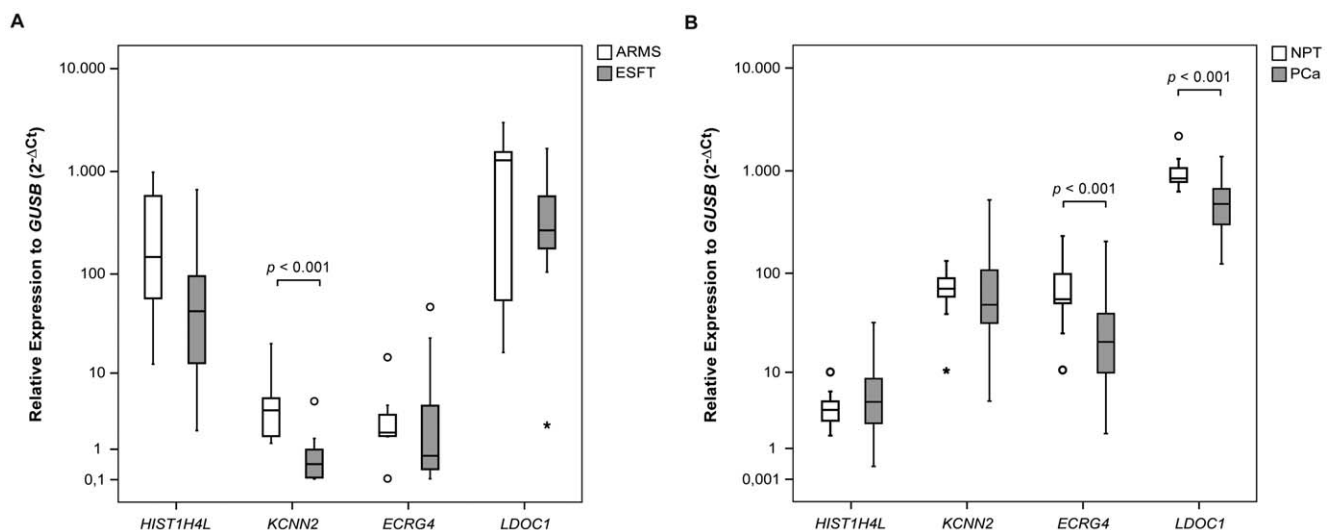 A
ARMS
ESFT
Relative Expression to GUSB (2-ΔCt)
10.000
1.000
100
10
1
0,1
p < 0.001
HIST1H4L KCNN2 ECRG4 LDOC1
B
NPT
PCa
Relative Expression to GUSB (2-ΔCt)
10.000
1.000
100
10
1
0,001
p < 0.001
p < 0.001
HIST1H4L KCNN2 ECRG4 LDOC1